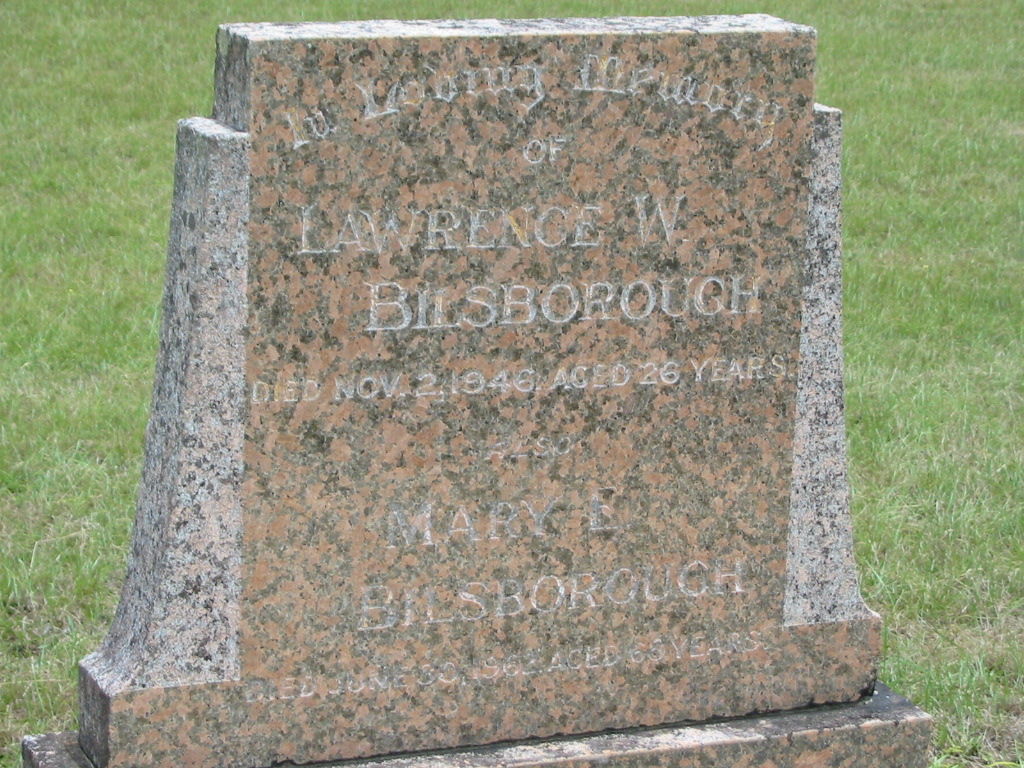 In Loving Memory
OF
LAWRENCE W.
BILSBOROUGH
DIED NOV. 2, 1946, AGED 26 YEARS
ALSO
MARY E.
BILSBOROUGH
DIED JUNE 30, AGED YEARS.